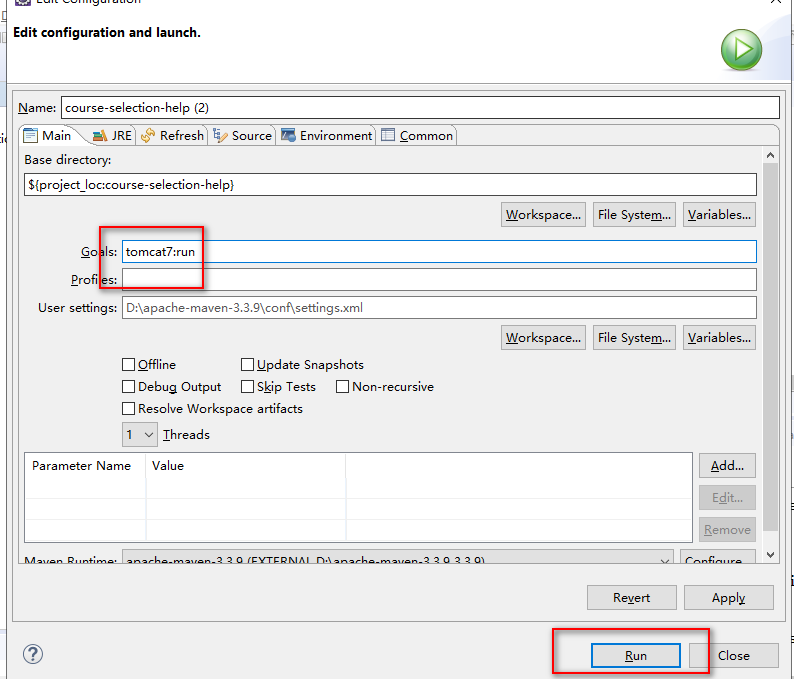 Edit Configuration
Edit configuration and launch.
Name: course-selection-help (2)
Main JRE Refresh Source Environment Common
Base directory:
${project_loc:course-selection-help}
Workspace... File System... Variables...
Goals: tomcat7:run
Profiles:
User settings: D:\apache-maven-3.3.9\conf\settings.xml
Workspace... File System... Variables...
Offline Update Snapshots
Debug Output Skip Tests Non-recursive
Resolve Workspace artifacts
1 Threads
Parameter Name Value
Add...
Edit...
Remove
Maven Runtime: apache-maven-3.3.9 (EXTERNAL D:\apache-maven-3.3.9 3.3.9) Configure...
Revert Apply
Run Close